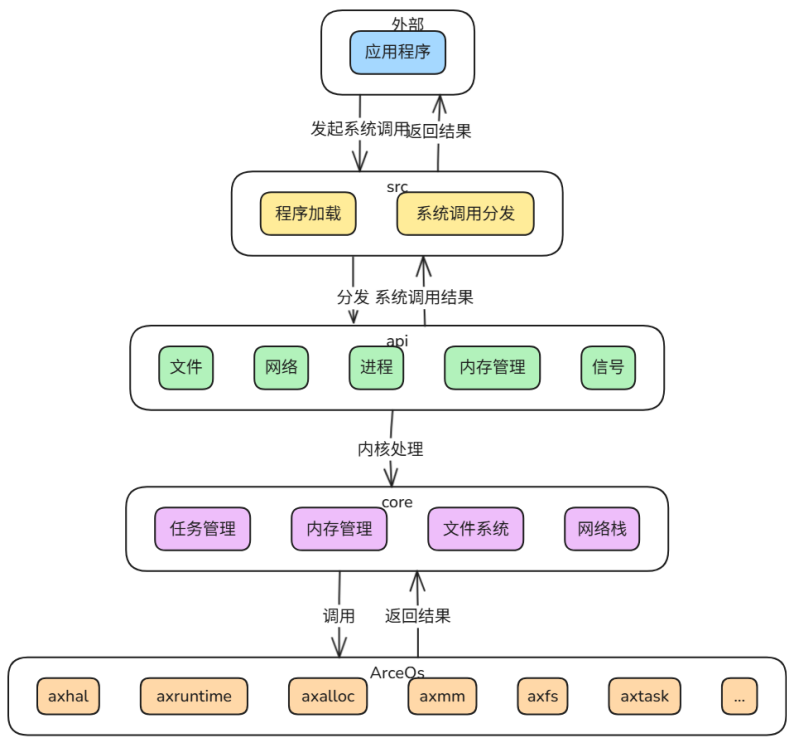 外部
应用程序
发起系统调用
返回结果
src
程序加载
系统调用分发
分发
系统调用结果
api
文件
网络
进程
内存管理
信号
内核处理
core
任务管理
内存管理
文件系统
网络栈
调用
返回结果
ArceOs
axhal
axruntime
axalloc
axmm
axfs
axtask
...